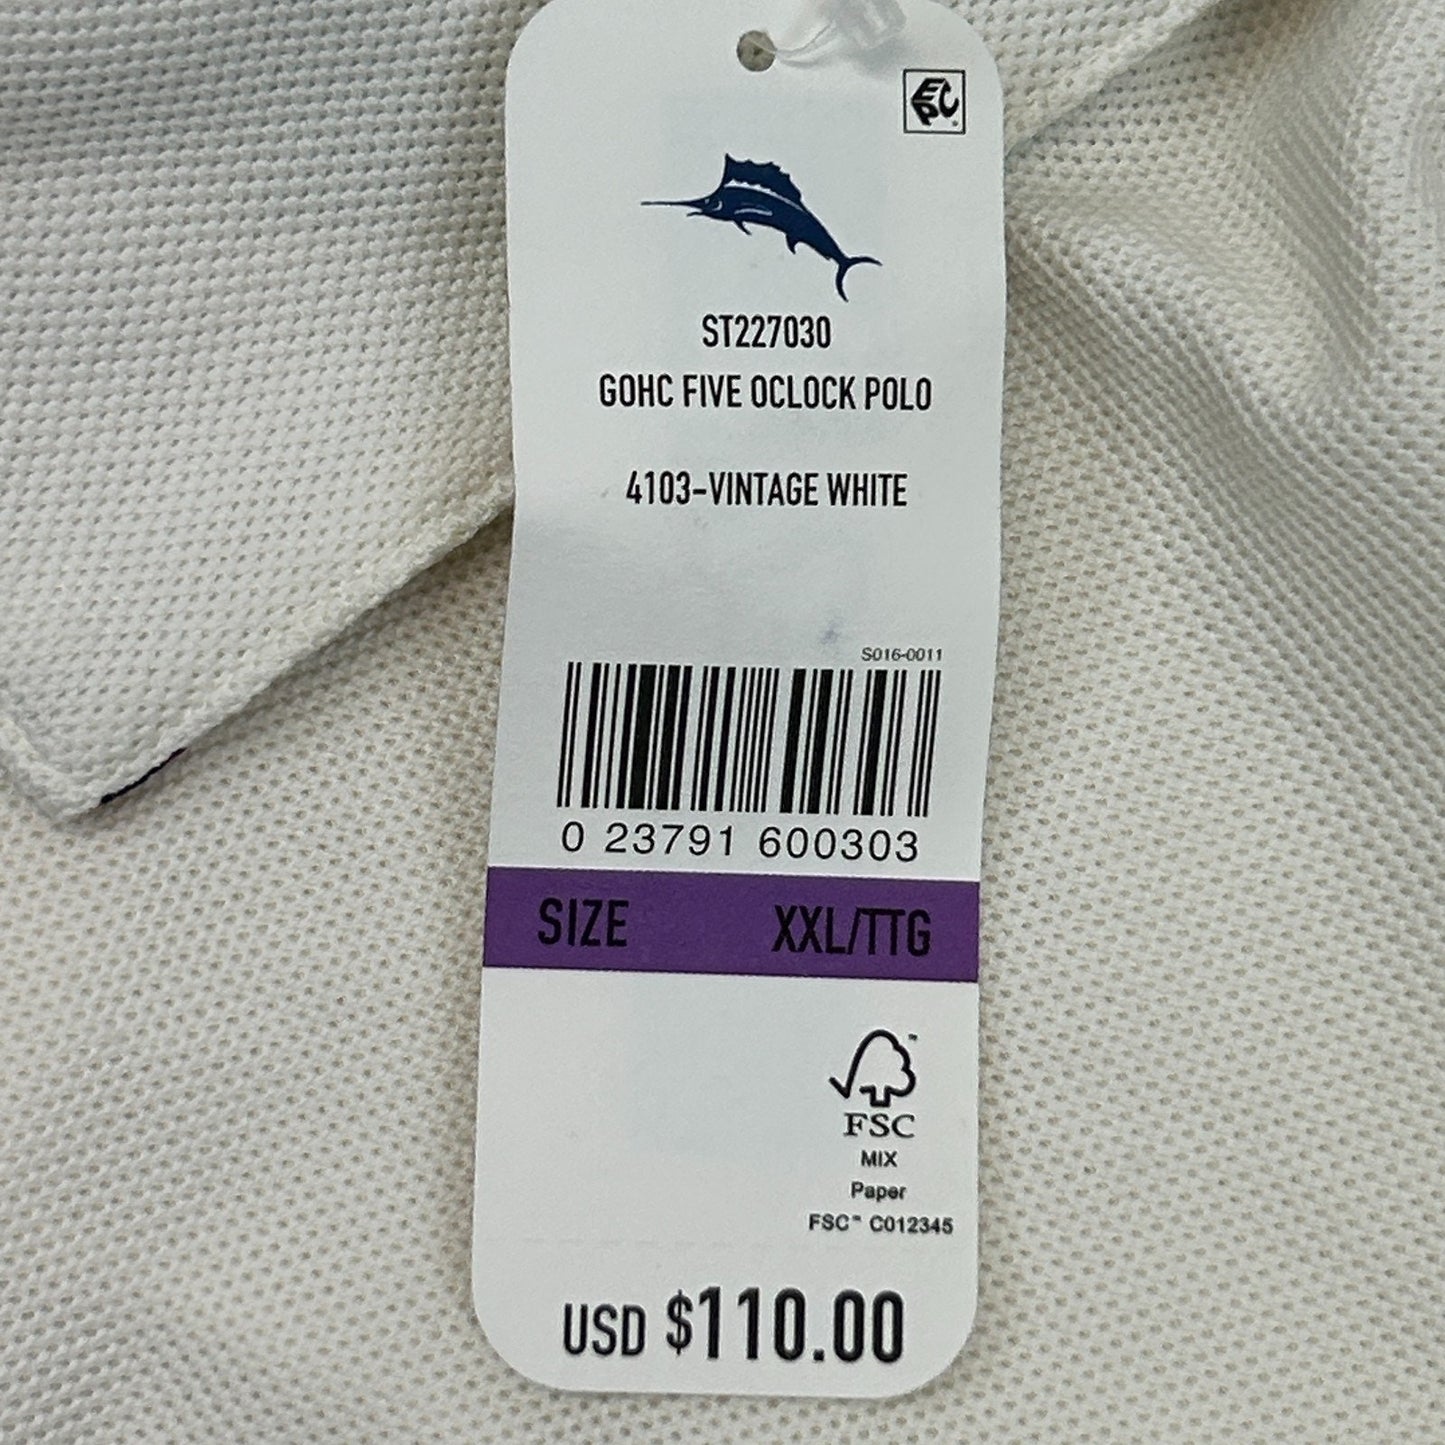 EPC
ST227030
GOHC FIVE OCLOCK POLO
4103-VINTAGE WHITE
S016-0011
0 23791 600303
SIZE XXL/TTG
FSC
MIX
Paper
FSC™ C012345
USD $110.00